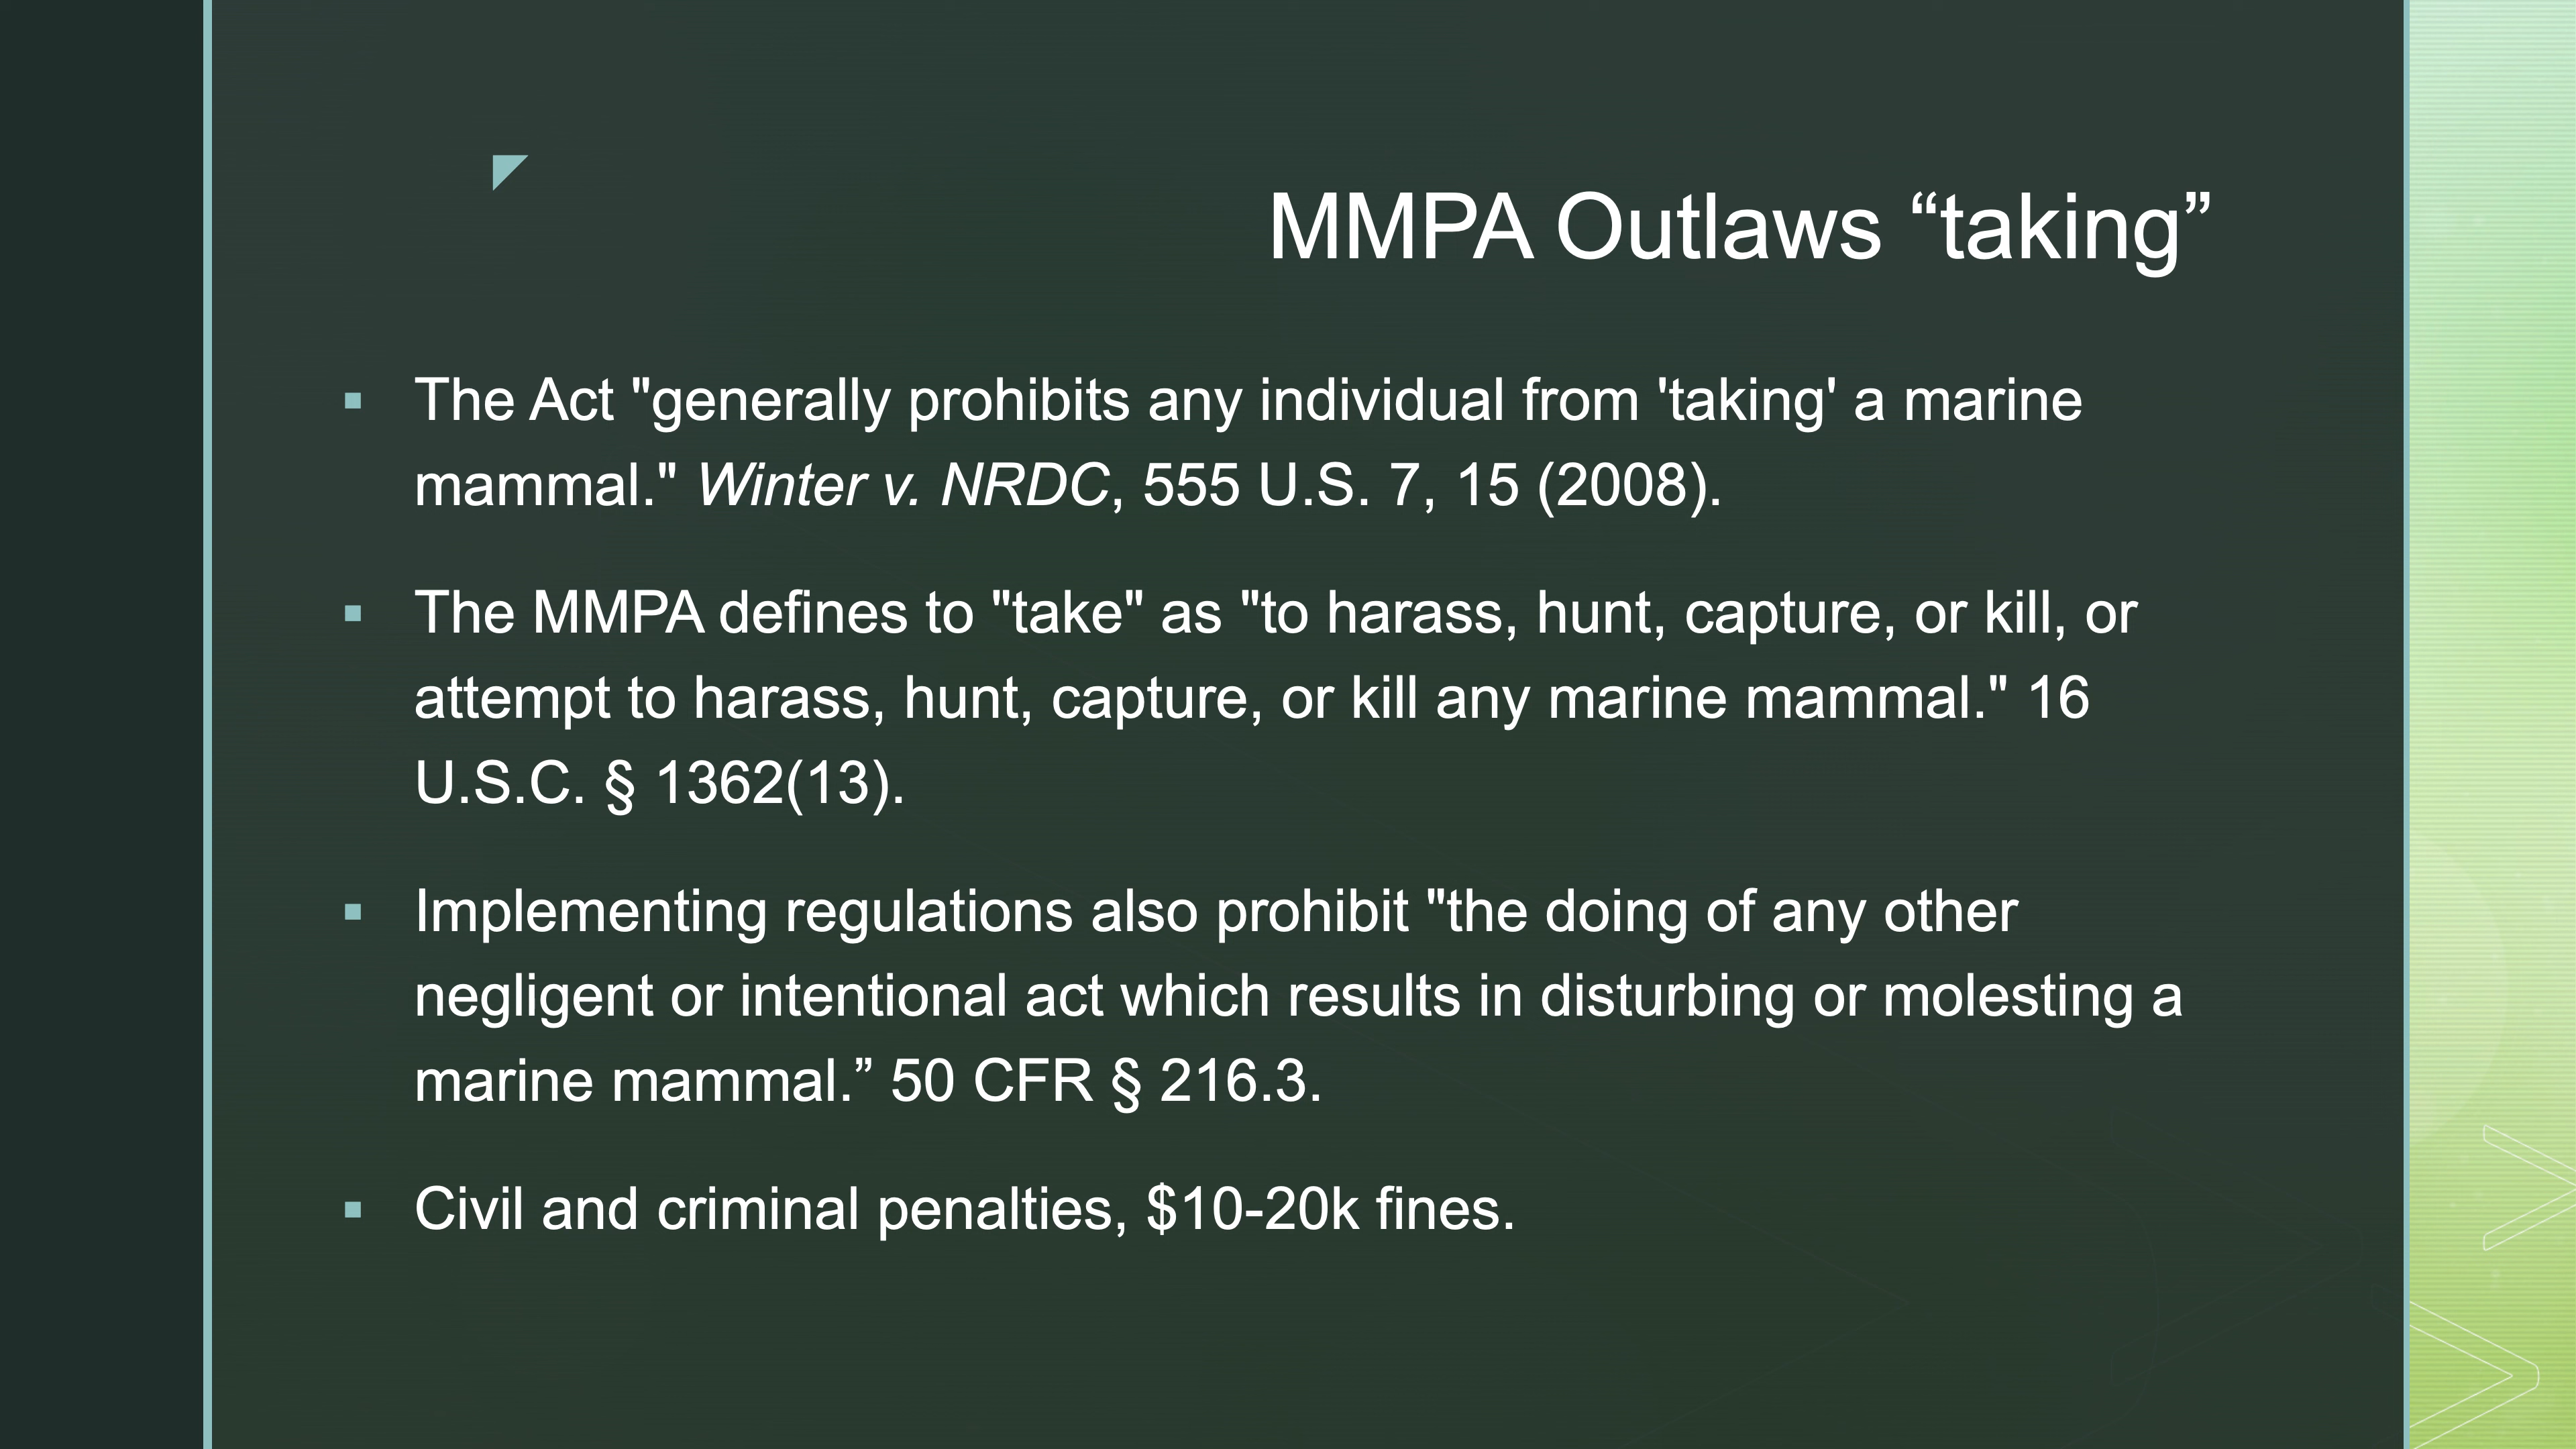 MMPA Outlaws “taking”
▪ The Act "generally prohibits any individual from 'taking' a marine
mammal." Winter v. NRDC, 555 U.S. 7, 15 (2008).
▪ The MMPA defines to "take" as "to harass, hunt, capture, or kill, or
attempt to harass, hunt, capture, or kill any marine mammal." 16
U.S.C. § 1362(13).
▪ Implementing regulations also prohibit "the doing of any other
negligent or intentional act which results in disturbing or molesting a
marine mammal.” 50 CFR § 216.3.
▪ Civil and criminal penalties, $10-20k fines.